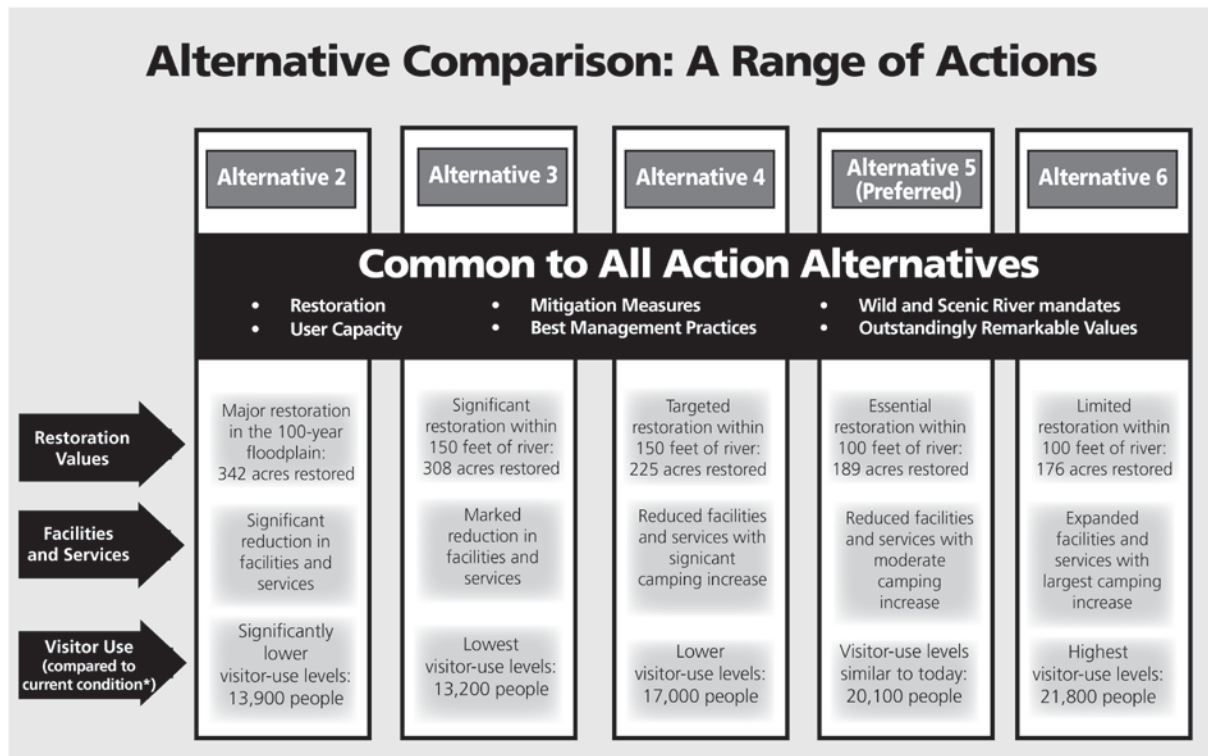 Alternative Comparison: A Range of Actions
Alternative 2
Alternative 3
Alternative 4
Alternative 5
(Preferred)
Alternative 6
Common to All Action Alternatives
• Restoration
• User Capacity
• Mitigation Measures
• Best Management Practices
• Wild and Scenic River mandates
• Outstandingly Remarkable Values
Restoration
Values
Major restoration
in the 100-year
floodplain:
342 acres restored
Significant
restoration within
150 feet of river:
308 acres restored
Targeted
restoration within
150 feet of river:
225 acres restored
Essential
restoration within
100 feet of river:
189 acres restored
Limited
restoration within
100 feet of river:
176 acres restored
Facilities
and Services
Significant
reduction in
facilities and
services
Marked
reduction in
facilities and
services
Reduced facilities
and services with
signicant
camping increase
Reduced facilities
and services with
moderate
camping
increase
Expanded
facilities and
services with
largest camping
increase
Visitor Use
(compared to
current condition*)
Significantly
lower
visitor-use levels:
13,900 people
Lowest
visitor-use levels:
13,200 people
Lower
visitor-use levels:
17,000 people
Visitor-use levels
similar to today:
20,100 people
Highest
visitor-use levels:
21,800 people